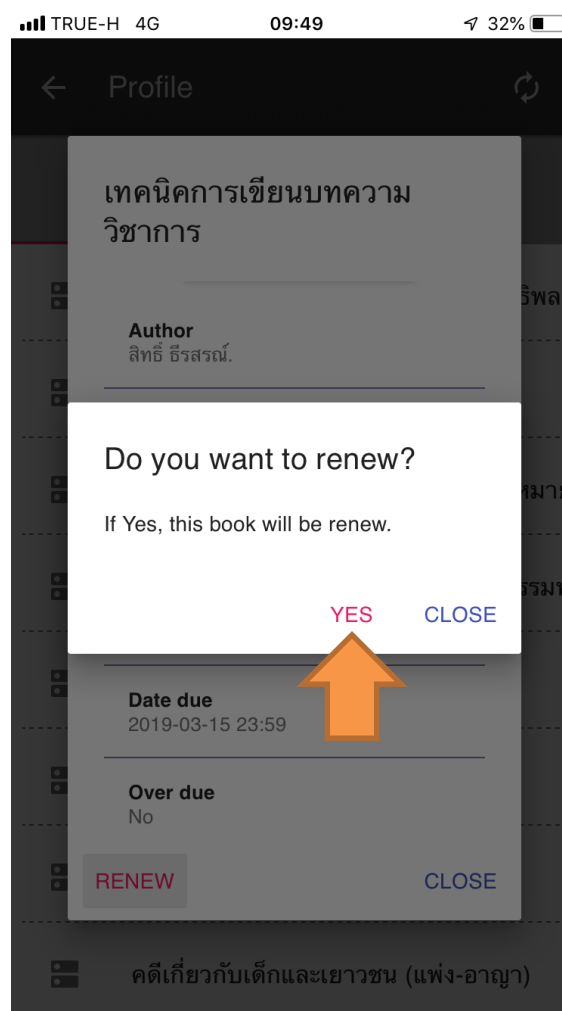 TRUE-H 4G 09:49 32%
Profile
เทคนิคการเขียนบทความ
วิชาการ
Author
สิทธิ์ ธีรสรณ์.
Do you want to renew?
If Yes, this book will be renew.
YES CLOSE
Date due
2019-03-15 23:59
Over due
No
RENEW CLOSE
คดีเกี่ยวกับเด็กและเยาวชน (แพ่ง-อาญา)